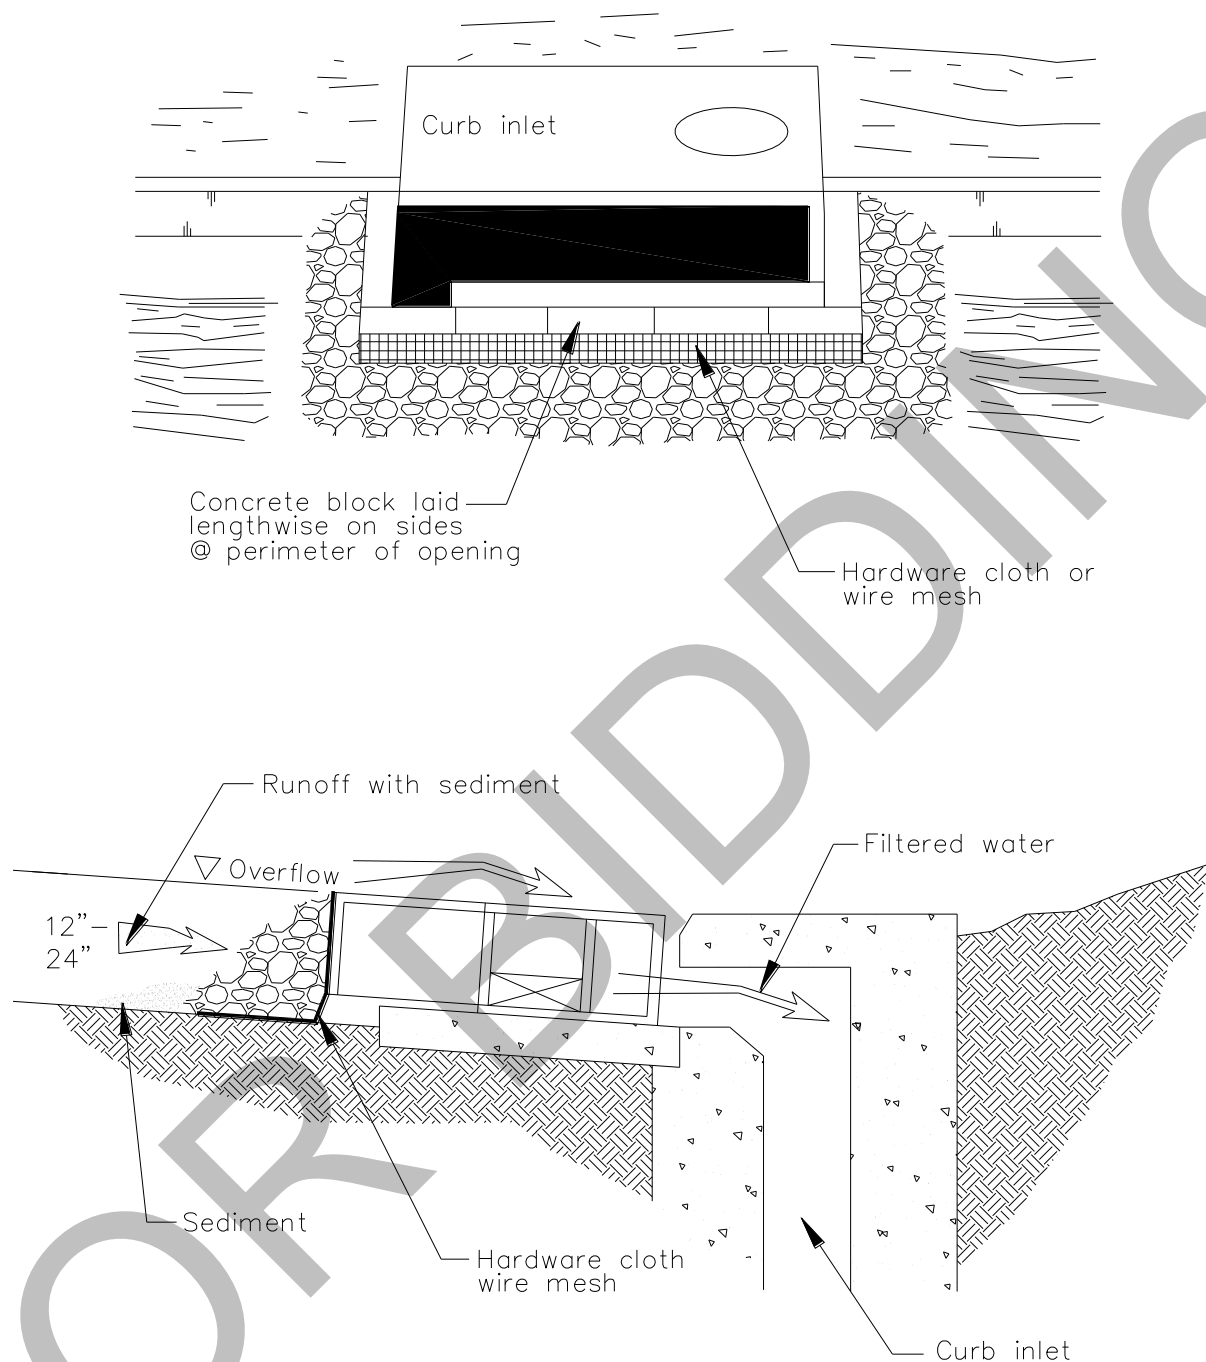 Curb inlet
Concrete block laid
lengthwise on sides
@ perimeter of opening
Hardware cloth or
wire mesh
Runoff with sediment
Overflow
Filtered water
12”-
24”
Sediment
Hardware cloth
wire mesh
Curb inlet
OR BIDDING